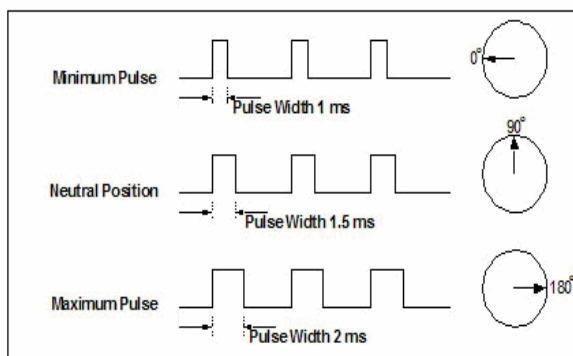 Minimum Pulse
0°
Pulse Width 1 ms
90°
Neutral Position
Pulse Width 1.5 ms
Maximum Pulse
180°
Pulse Width 2 ms